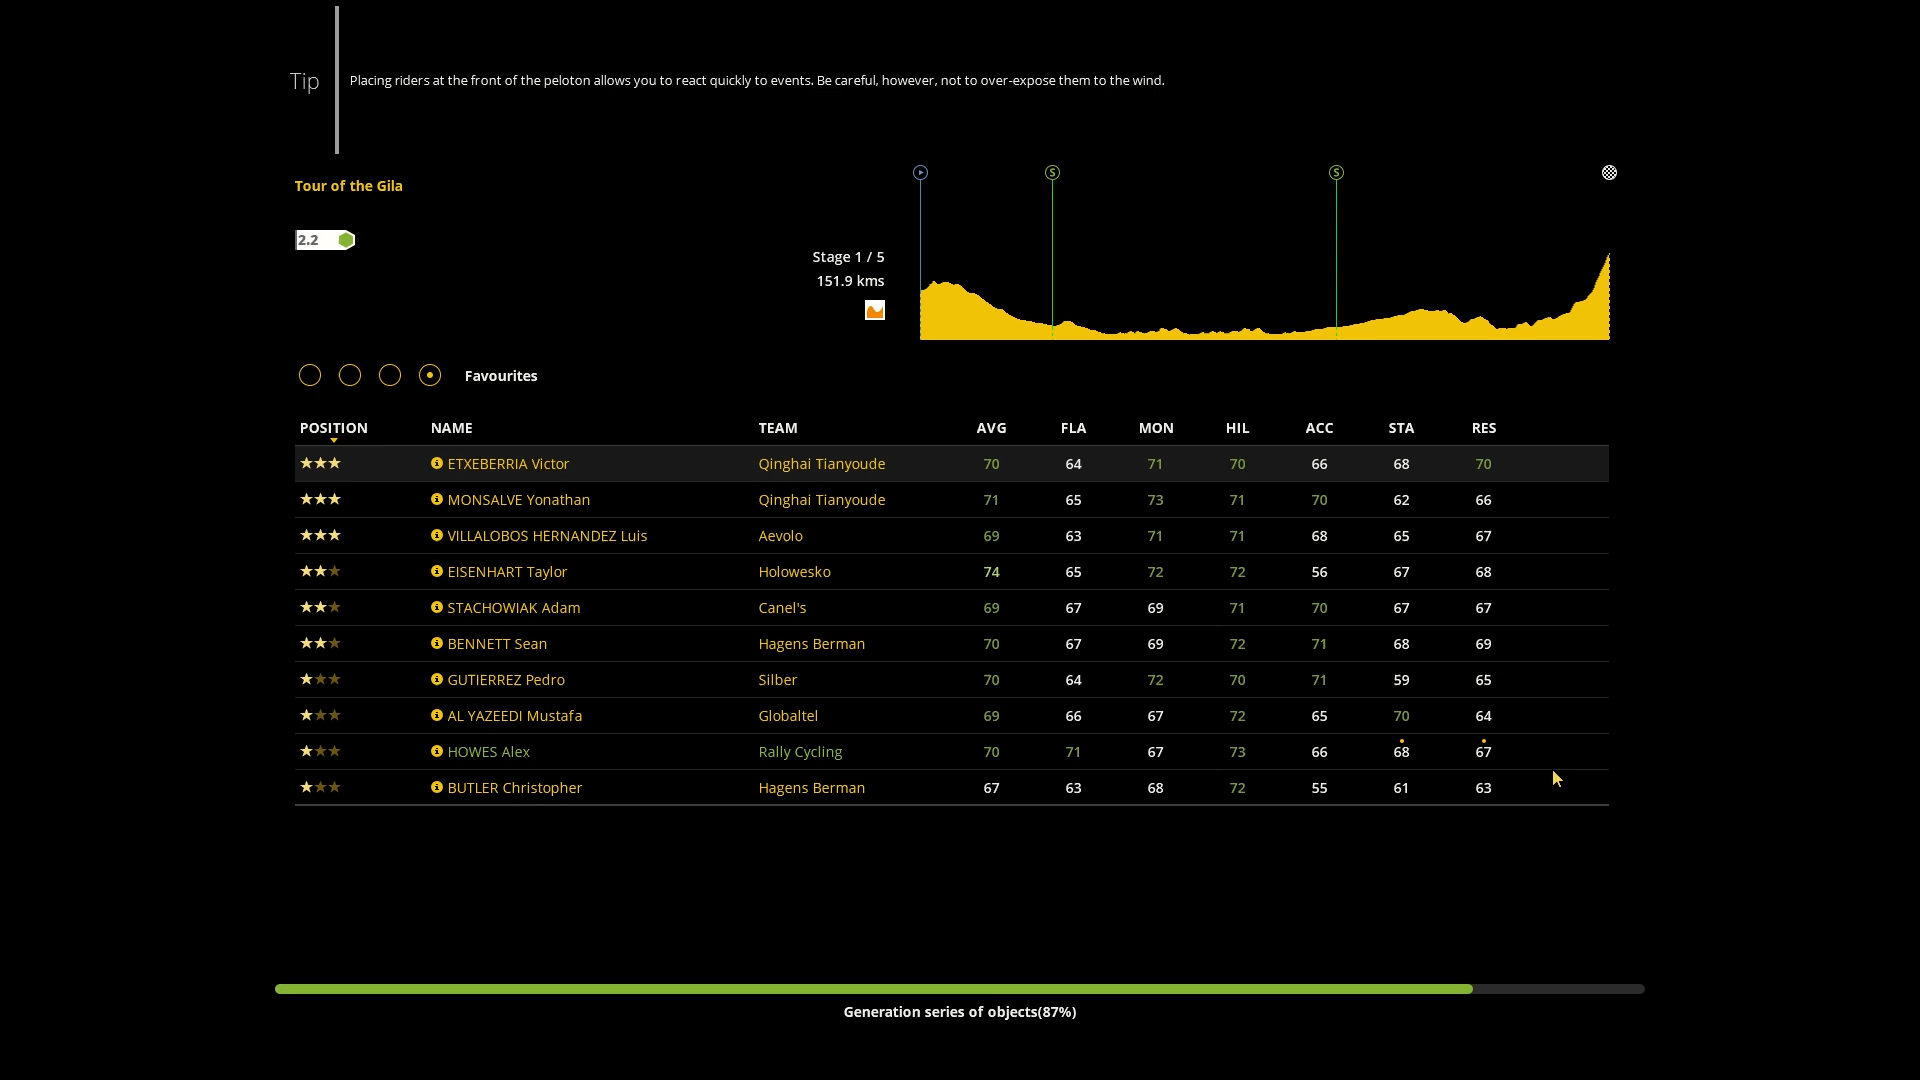 Tip
Placing riders at the front of the peloton allows you to react quickly to events. Be careful, however, not to over-expose them to the wind.
Tour of the Gila
2.2
Stage 1 / 5
151.9 kms
S S
Favourites
POSITION NAME TEAM AVG FLA MON HIL ACC STA RES
ETXEBERRIA Victor Qinghai Tianyoude 70 64 71 70 66 68 70
MONSALVE Yonathan Qinghai Tianyoude 71 65 73 71 70 62 66
VILLALOBOS HERNANDEZ Luis Aevolo 69 63 71 71 68 65 67
EISENHART Taylor Holowesko 74 65 72 72 56 67 68
STACHOWIAK Adam Canel's 69 67 69 71 70 67 67
BENNETT Sean Hagens Berman 70 67 69 72 71 68 69
GUTIERREZ Pedro Silber 70 64 72 70 71 59 65
AL YAZEEDI Mustafa Globaltel 69 66 67 72 65 70 64
HOWES Alex Rally Cycling 70 71 67 73 66 68 67
BUTLER Christopher Hagens Berman 67 63 68 72 55 61 63
Generation series of objects(87%)